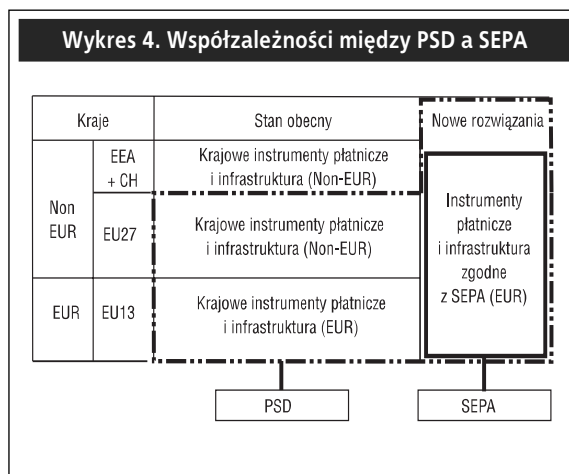 Wykres 4. Współzależności między PSD a SEPA
Kraje
Stan obecny
Nowe rozwiązania
Non
EUR
EEA
+ CH
Krajowe instrumenty płatnicze
i infrastruktura (Non-EUR)
EU27
Krajowe instrumenty płatnicze
i infrastruktura (Non-EUR)
EUR
EU13
Krajowe instrumenty płatnicze
i infrastruktura (EUR)
Instrumenty
płatnicze
i infrastruktura
zgodne
z SEPA (EUR)
PSD
SEPA